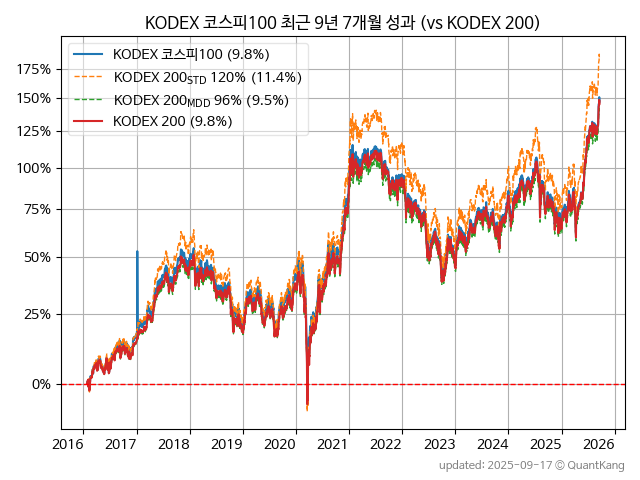 KODEX 코스피100 최근 9년 7개월 성과 (vs KODEX 200)
KODEX 코스피100 (9.8%)
KODEX 200STD 120% (11.4%)
KODEX 200MDD 96% (9.5%)
KODEX 200 (9.8%)
175%
150%
125%
100%
75%
50%
25%
0%
2016 2017 2018 2019 2020 2021 2022 2023 2024 2025 2026
updated: 2025-09-17 © QuantKang